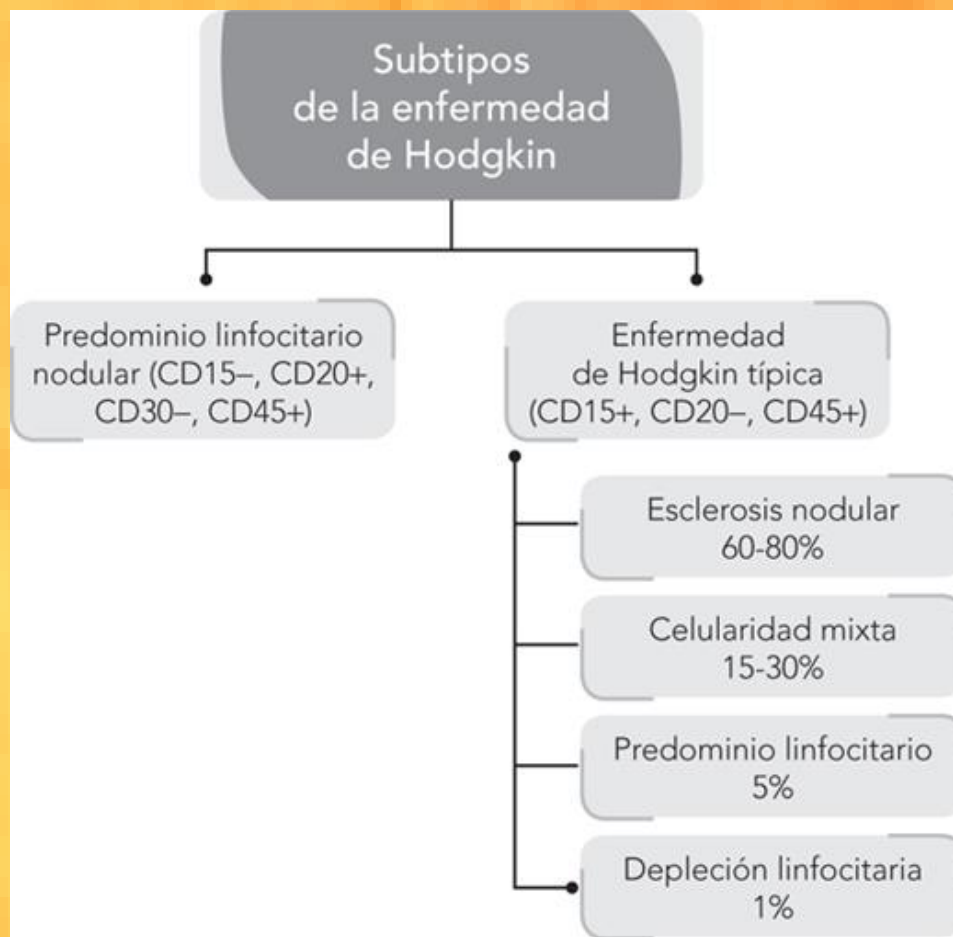 Subtipos
de la enfermedad
de Hodgkin
Predominio linfocitario
nodular (CD15–, CD20+,
CD30–, CD45+)
Enfermedad
de Hodgkin típica
(CD15+, CD20–, CD45+)
Esclerosis nodular
60-80%
Celularidad mixta
15-30%
Predominio linfocitario
5%
Depleción linfocitaria
1%